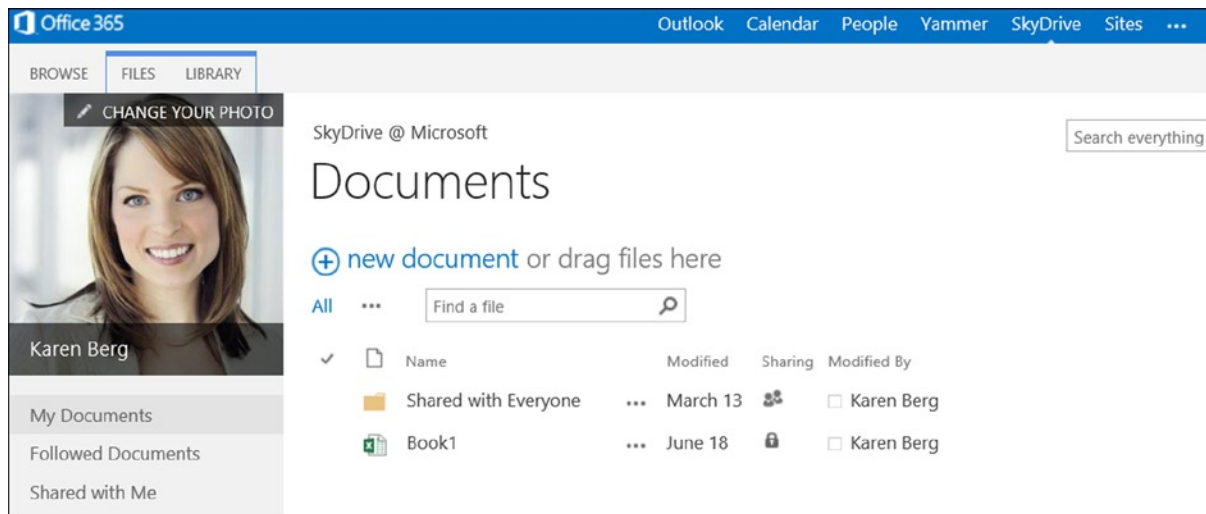 Office 365 Outlook Calendar People Yammer SkyDrive Sites ...
BROWSE FILES LIBRARY
CHANGE YOUR PHOTO
SkyDrive @ Microsoft
Search everything
Documents
new document or drag files here
All ... Find a file
Karen Berg
Name Modified Sharing Modified By
Shared with Everyone ... March 13 Karen Berg
Book1 ... June 18 Karen Berg
My Documents
Followed Documents
Shared with Me